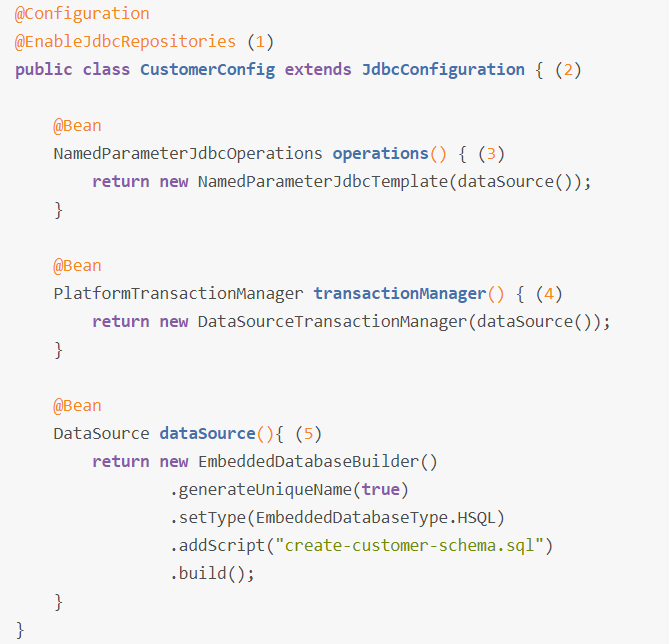 @Configuration
@EnableJdbcRepositories (1)
public class CustomerConfig extends JdbcConfiguration { (2)
@Bean
NamedParameterJdbcOperations operations() { (3)
return new NamedParameterJdbcTemplate(dataSource());
}
@Bean
PlatformTransactionManager transactionManager() { (4)
return new DataSourceTransactionManager(dataSource());
}
@Bean
DataSource dataSource(){ (5)
return new EmbeddedDatabaseBuilder()
.generateUniqueName(true)
.setType(EmbeddedDatabaseType.HSQL)
.addScript("create-customer-schema.sql")
.build();
}
}